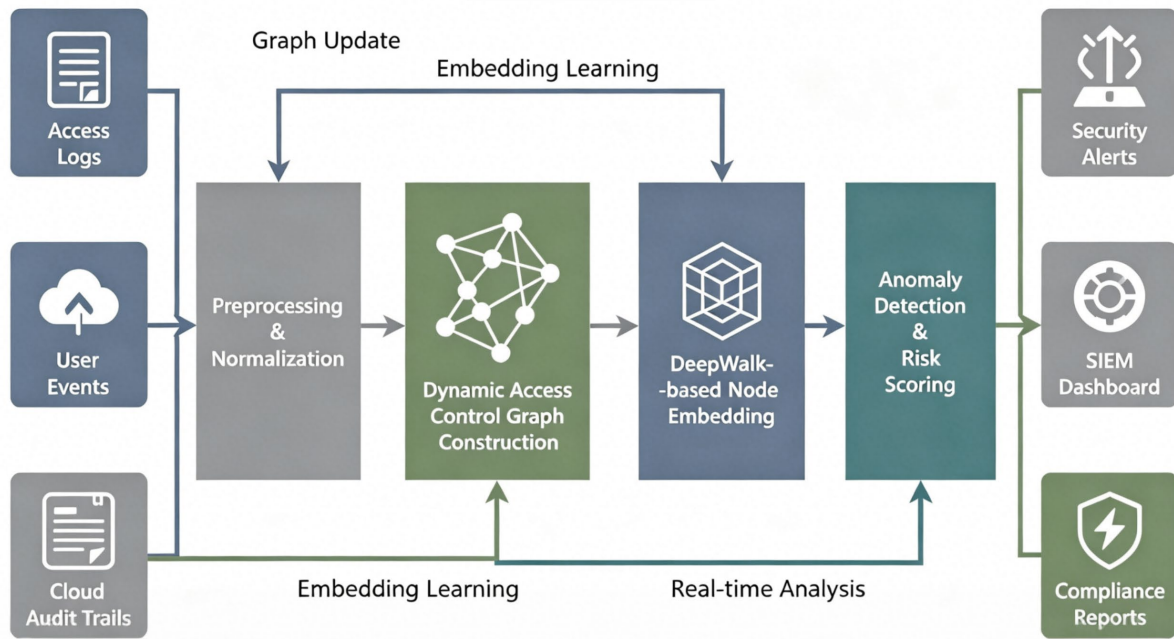 Graph Update
Embedding Learning
Access
Logs
User
Events
Cloud
Audit Trails
Preprocessing
&
Normalization
Dynamic Access
Control Graph
Construction
DeepWalk-
-based Node
Embedding
Anomaly
Detection
&
Risk
Scoring
Security
Alerts
SIEM
Dashboard
Compliance
Reports
Embedding Learning
Real-time Analysis